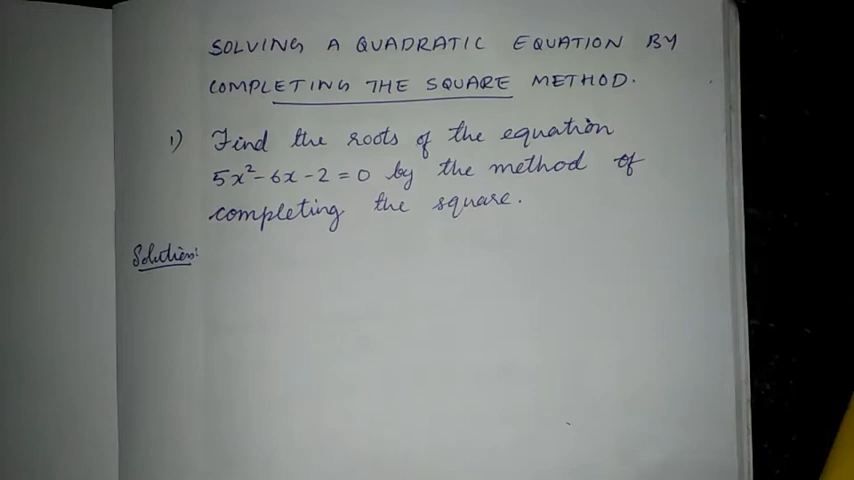 SOLVING A QUADRATIC EQUATION BY
COMPLETING THE SQUARE METHOD.
1) Find the roots of the equation
5x²-6x-2=0 by the method of
completing the square.
Solution: